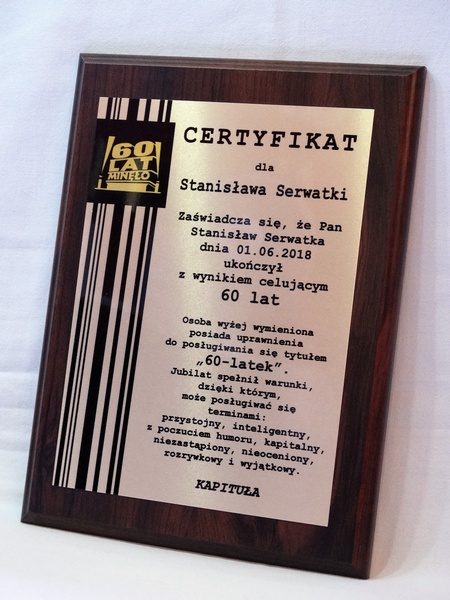 60
LAT
MINĘŁO
CERTYFIKAT
dla
Stanisława Serwatki
Zaświadcza się, że Pan
Stanisław Serwatka
dnia 01.06.2018
ukończył
z wynikiem celującym
60 lat
Osoba wyżej wymieniona
posiada uprawnienia
do posługiwania się tytułem
„60-latek”.
Jubilat spełnił warunki,
dzięki którym,
może posługiwać się
terminami:
przystojny, inteligentny,
z poczuciem humoru, kapitalny,
niezastąpiony, nieoceniony,
rozrywkowy i wyjątkowy.
KAPITUŁA